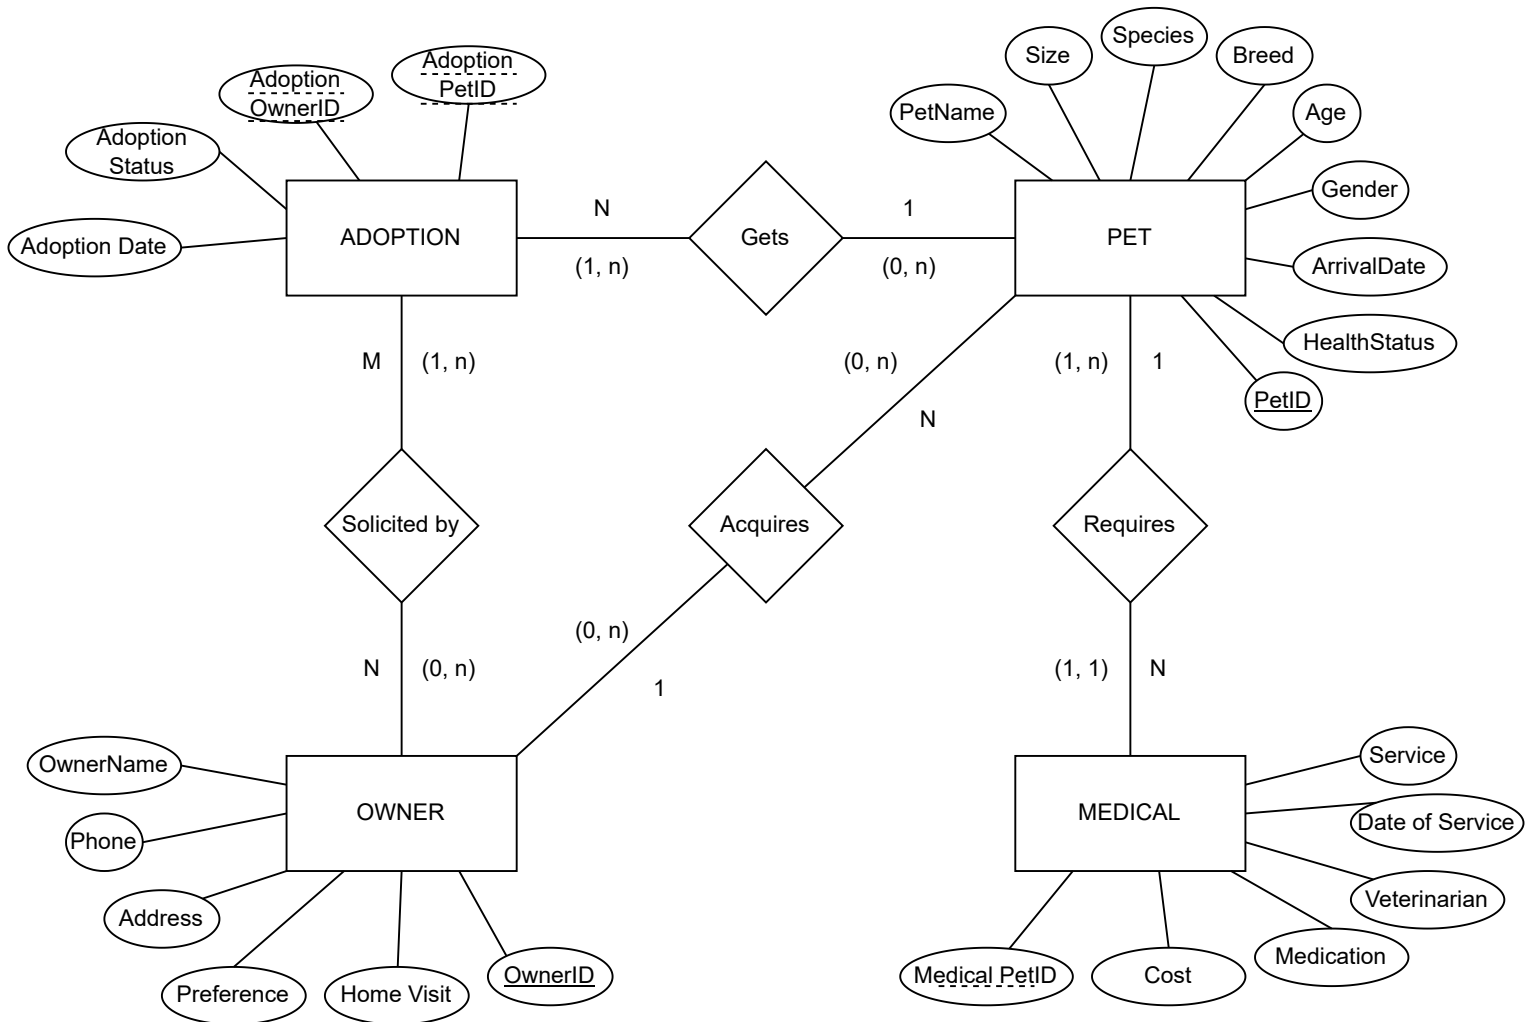 Species
Size
Breed
Adoption
PetID
Adoption
OwnerID
PetName
Age
Adoption
Status
Gender
N
1
ADOPTION
Gets
PET
Adoption Date
(1, n)
(0, n)
ArrivalDate
HealthStatus
M
(1, n)
(0, n)
(1, n)
1
PetID
N
Solicited by
Acquires
Requires
(0, n)
N
(0, n)
1
(1, 1)
N
OwnerName
Service
OWNER
MEDICAL
Date of Service
Phone
Veterinarian
Address
Medication
Preference
Home Visit
OwnerID
Medical PetID
Cost